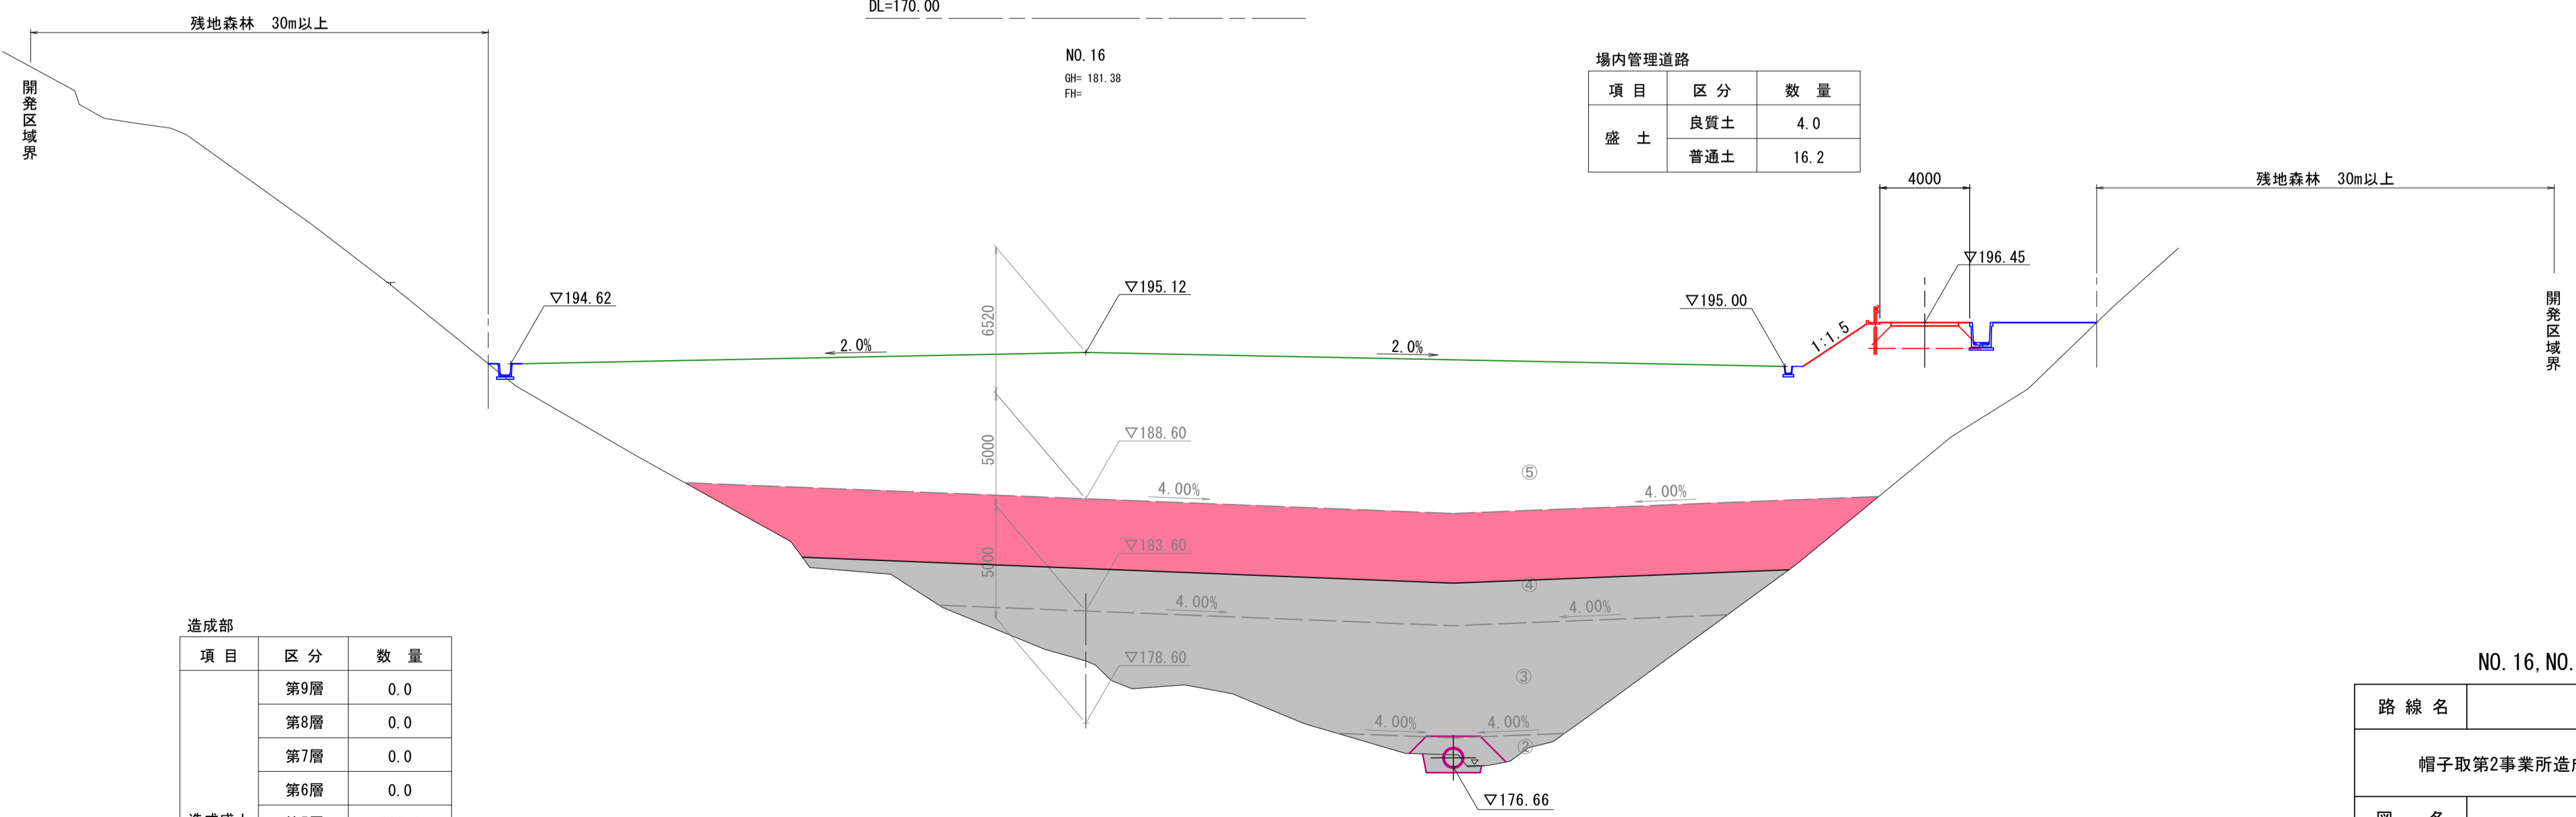 DL=170.00
残地森林　30m以上
開発区域界
NO.16
GH= 181.38
FH=
場内管理道路
項 目 区 分 数 量
盛 土 良質土 4.0
普通土 16.2
4000
残地森林　30m以上
開発区域界
▽196.45
▽194.62
▽195.12
▽195.00
6520
2.0%
2.0%
1:1.5
▽188.60
5000
⑤
4.00%
4.00%
▽183.60
5000
④
4.00%
4.00%
▽178.60
③
4.00%
4.00%
②
▽
▽176.66
造成部
項 目 区 分 数 量
第9層 0.0
第8層 0.0
第7層 0.0
第6層 0.0
NO.16,NO.
路 線 名
帽子取第2事業所造